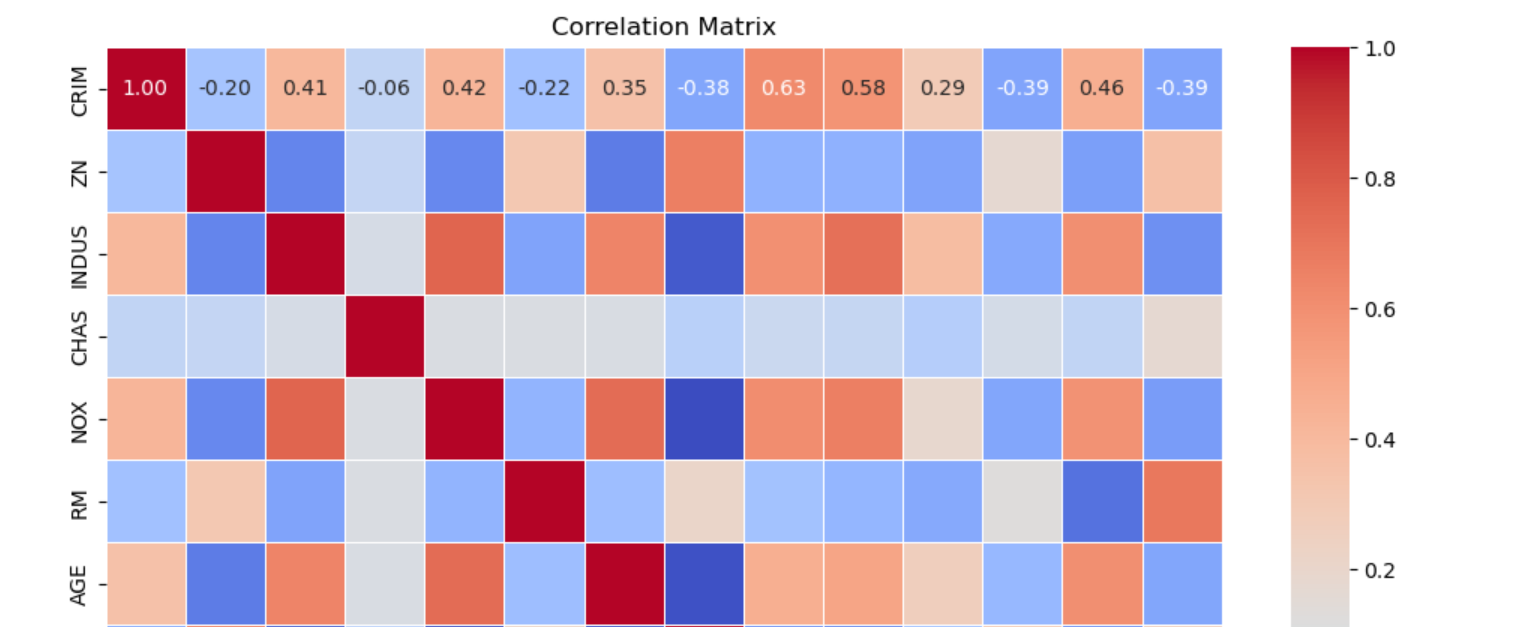 Correlation Matrix
CRIM 1.00 -0.20 0.41 -0.06 0.42 -0.22 0.35 -0.38 0.63 0.58 0.29 -0.39 0.46 -0.39
ZN
INDUS
CHAS
NOX
RM
AGE
1.0
0.8
0.6
0.4
0.2